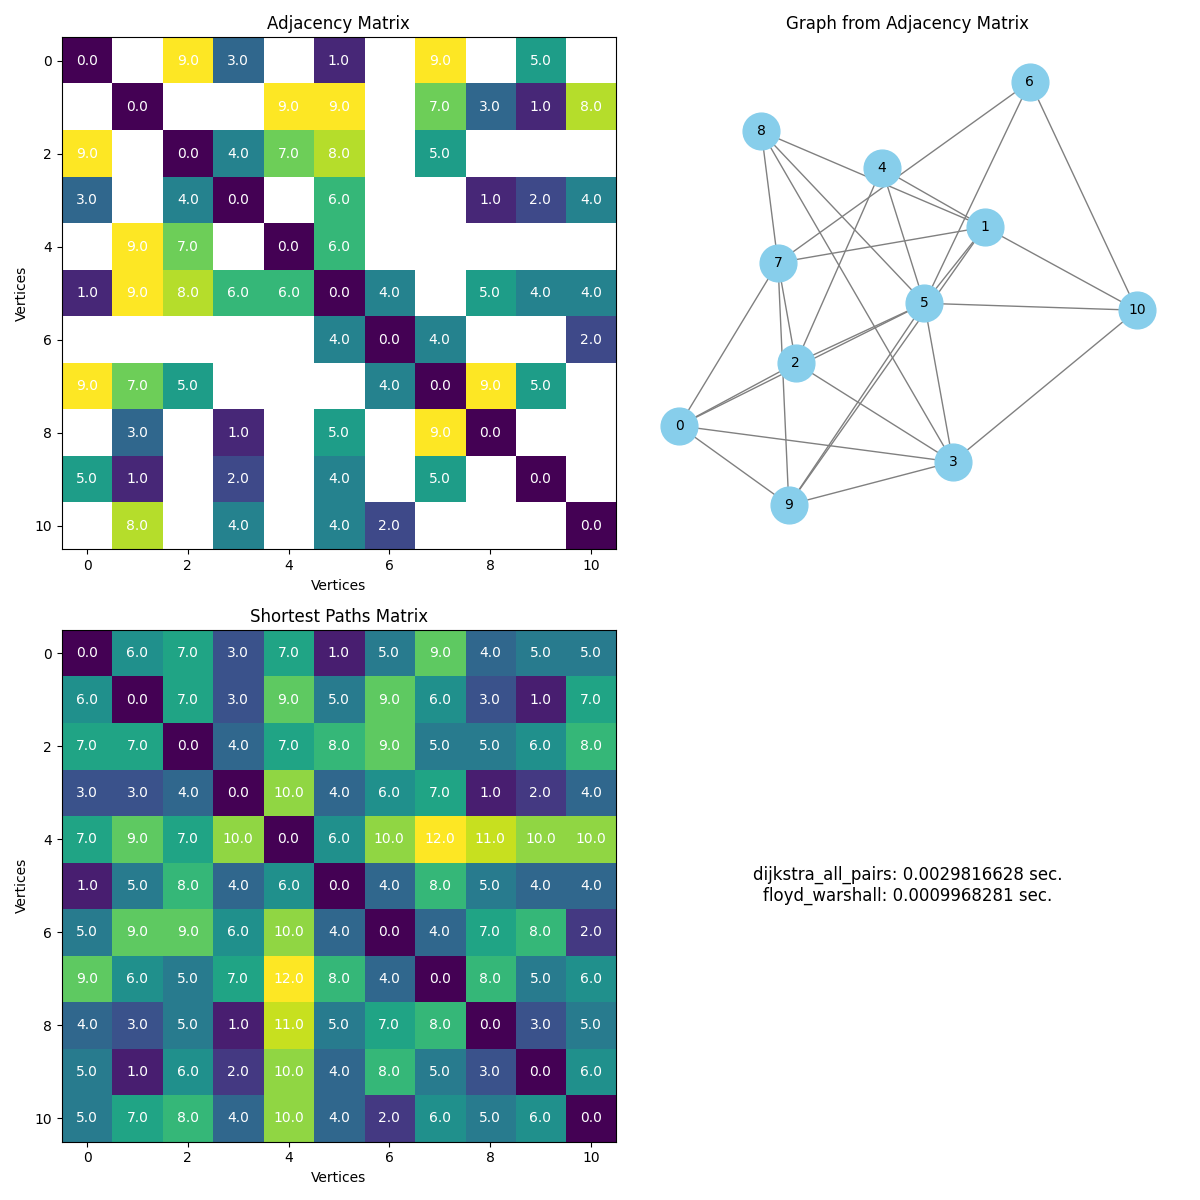 Adjacency Matrix
0 0.0 9.0 3.0 1.0 9.0 5.0
0.0 9.0 9.0 7.0 3.0 1.0 8.0
2 9.0 0.0 4.0 7.0 8.0 5.0
3.0 4.0 0.0 6.0 1.0 2.0 4.0
4 9.0 7.0 0.0 6.0
1.0 9.0 8.0 6.0 6.0 0.0 4.0 5.0 4.0 4.0
6 4.0 0.0 4.0 2.0
9.0 7.0 5.0 4.0 0.0 9.0 5.0
8 3.0 1.0 5.0 9.0 0.0
5.0 1.0 2.0 4.0 5.0 0.0
10 8.0 4.0 4.0 2.0 0.0
0 2 4 6 8 10
Vertices
Vertices
Graph from Adjacency Matrix
6
8
4
1
7
5
10
2
0
3
9
Shortest Paths Matrix
0 0.0 6.0 7.0 3.0 7.0 1.0 5.0 9.0 4.0 5.0 5.0
6.0 0.0 7.0 3.0 9.0 5.0 9.0 6.0 3.0 1.0 7.0
2 7.0 7.0 0.0 4.0 7.0 8.0 9.0 5.0 5.0 6.0 8.0
3.0 3.0 4.0 0.0 10.0 4.0 6.0 7.0 1.0 2.0 4.0
4 7.0 9.0 7.0 10.0 0.0 6.0 10.0 12.0 11.0 10.0 10.0
1.0 5.0 8.0 4.0 6.0 0.0 4.0 8.0 5.0 4.0 4.0
6 5.0 9.0 9.0 6.0 10.0 4.0 0.0 4.0 7.0 8.0 2.0
9.0 6.0 5.0 7.0 12.0 8.0 4.0 0.0 8.0 5.0 6.0
8 4.0 3.0 5.0 1.0 11.0 5.0 7.0 8.0 0.0 3.0 5.0
5.0 1.0 6.0 2.0 10.0 4.0 8.0 5.0 3.0 0.0 6.0
10 5.0 7.0 8.0 4.0 10.0 4.0 2.0 6.0 5.0 6.0 0.0
0 2 4 6 8 10
Vertices
Vertices
dijkstra_all_pairs: 0.0029816628 sec.
floyd_warshall: 0.0009968281 sec.